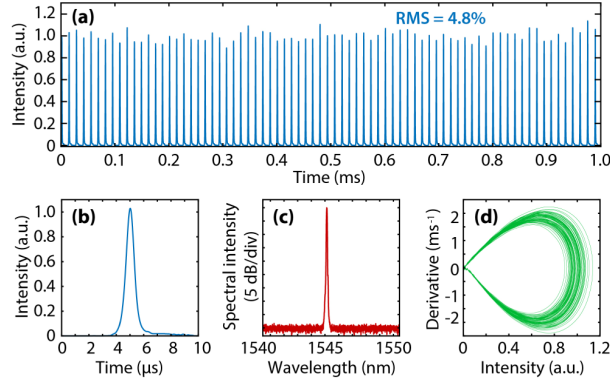 (a)
RMS = 4.8%
Intensity (a.u.)
1.2
1.0
0.8
0.6
0.4
0.2
0
0 0.1 0.2 0.3 0.4 0.5 0.6 0.7 0.8 0.9 1.0
Time (ms)
(b)
Intensity (a.u.)
1.0
0.8
0.6
0.4
0.2
0
0 2 4 6 8 10
Time (μs)
(c)
Spectral intensity
(5 dB/div)
1540 1545 1550
Wavelength (nm)
(d)
Derivative (ms⁻¹)
2
1
0
-1
-2
0 0.4 0.8 1.2
Intensity (a.u.)